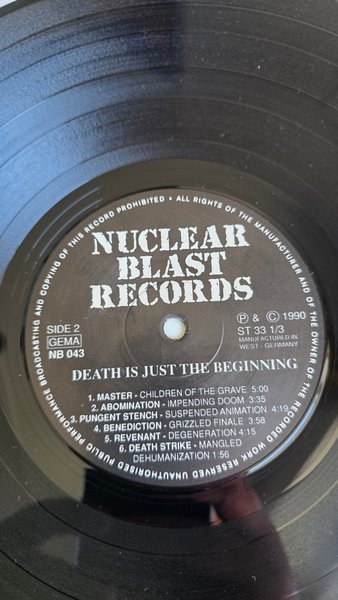 UNAUTHORISED PUBLIC PERFORMANCE BROADCASTING AND COPYING OF THIS RECORD PROHIBITED • ALL RIGHTS OF THE MANUFACTURER AND OF THE OWNER OF THE RECORDED WORK RESERVED
NUCLEAR
BLAST
RECORDS
SIDE 2
GEMA
NB 043
Ⓟ & © 1990
ST 33 1/3
MANUFACTURED IN
WEST-GERMANY
DEATH IS JUST THE BEGINNING
1. MASTER - CHILDREN OF THE GRAVE 5:00
2. ABOMINATION - IMPENDING DOOM 3:35
3. PUNGENT STENCH - SUSPENDED ANIMATION 4:19
4. BENEDICTION - GRIZZLED FINALE 3:58
5. REVENANT - DEGENERATION 4:15
6. DEATH STRIKE - MANGLED
DEHUMANIZATION 1:56